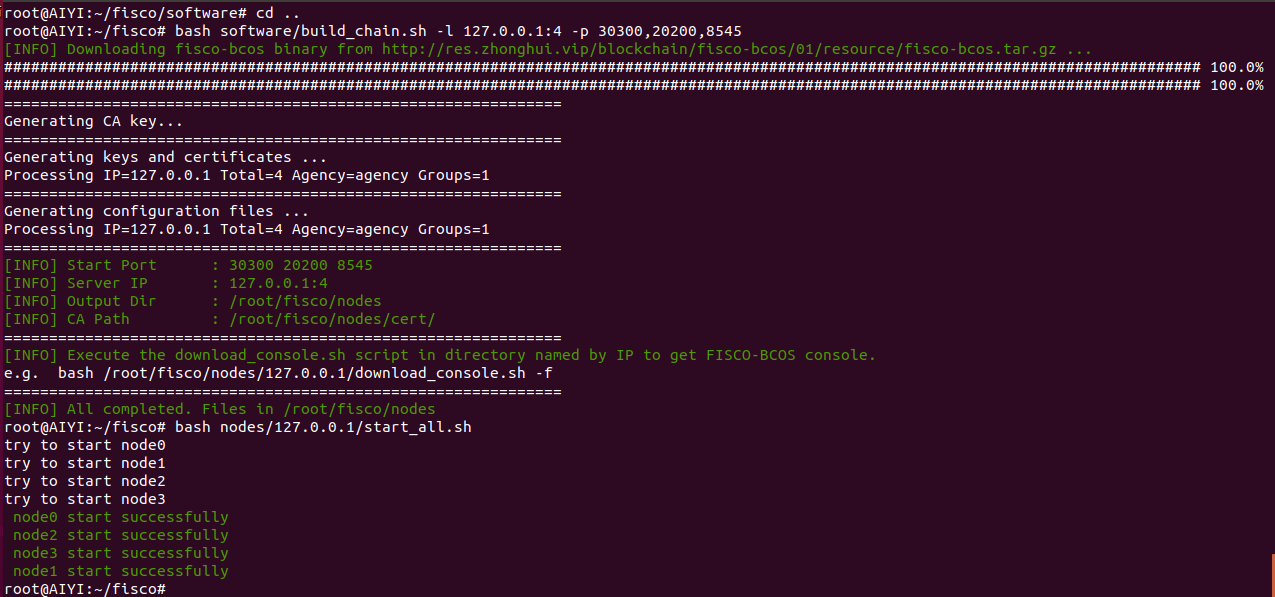 root@AIYI:~/fisco/software# cd ..
root@AIYI:~/fisco# bash software/build_chain.sh -l 127.0.0.1:4 -p 30300,20200,8545
[INFO] Downloading fisco-bcos binary from http://res.zhonghui.vip/blockchain/fisco-bcos/01/resource/fisco-bcos.tar.gz ...
##################################################################################################################################### 100.0%
##################################################################################################################################### 100.0%
==============================================================
Generating CA key...
==============================================================
Generating keys and certificates ...
Processing IP=127.0.0.1 Total=4 Agency=agency Groups=1
==============================================================
Generating configuration files ...
Processing IP=127.0.0.1 Total=4 Agency=agency Groups=1
==============================================================
[INFO] Start Port      : 30300 20200 8545
[INFO] Server IP       : 127.0.0.1:4
[INFO] Output Dir      : /root/fisco/nodes
[INFO] CA Path         : /root/fisco/nodes/cert/
==============================================================
[INFO] Execute the download_console.sh script in directory named by IP to get FISCO-BCOS console.
e.g.  bash /root/fisco/nodes/127.0.0.1/download_console.sh -f
==============================================================
[INFO] All completed. Files in /root/fisco/nodes
root@AIYI:~/fisco# bash nodes/127.0.0.1/start_all.sh
try to start node0
try to start node1
try to start node2
try to start node3
 node0 start successfully
 node2 start successfully
 node3 start successfully
 node1 start successfully
root@AIYI:~/fisco#